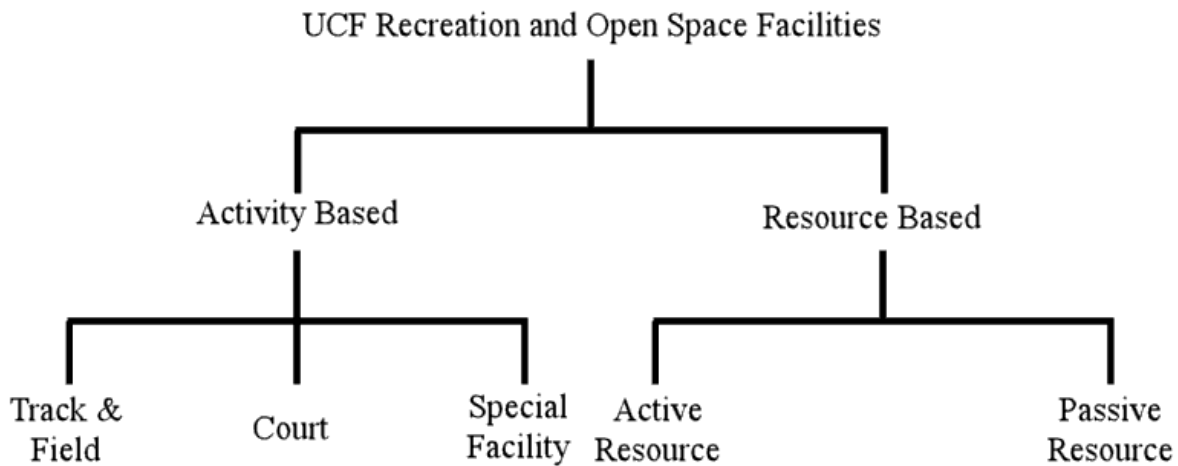 UCF Recreation and Open Space Facilities
Activity Based
Resource Based
Track &
Field
Court
Special
Facility
Active
Resource
Passive
Resource